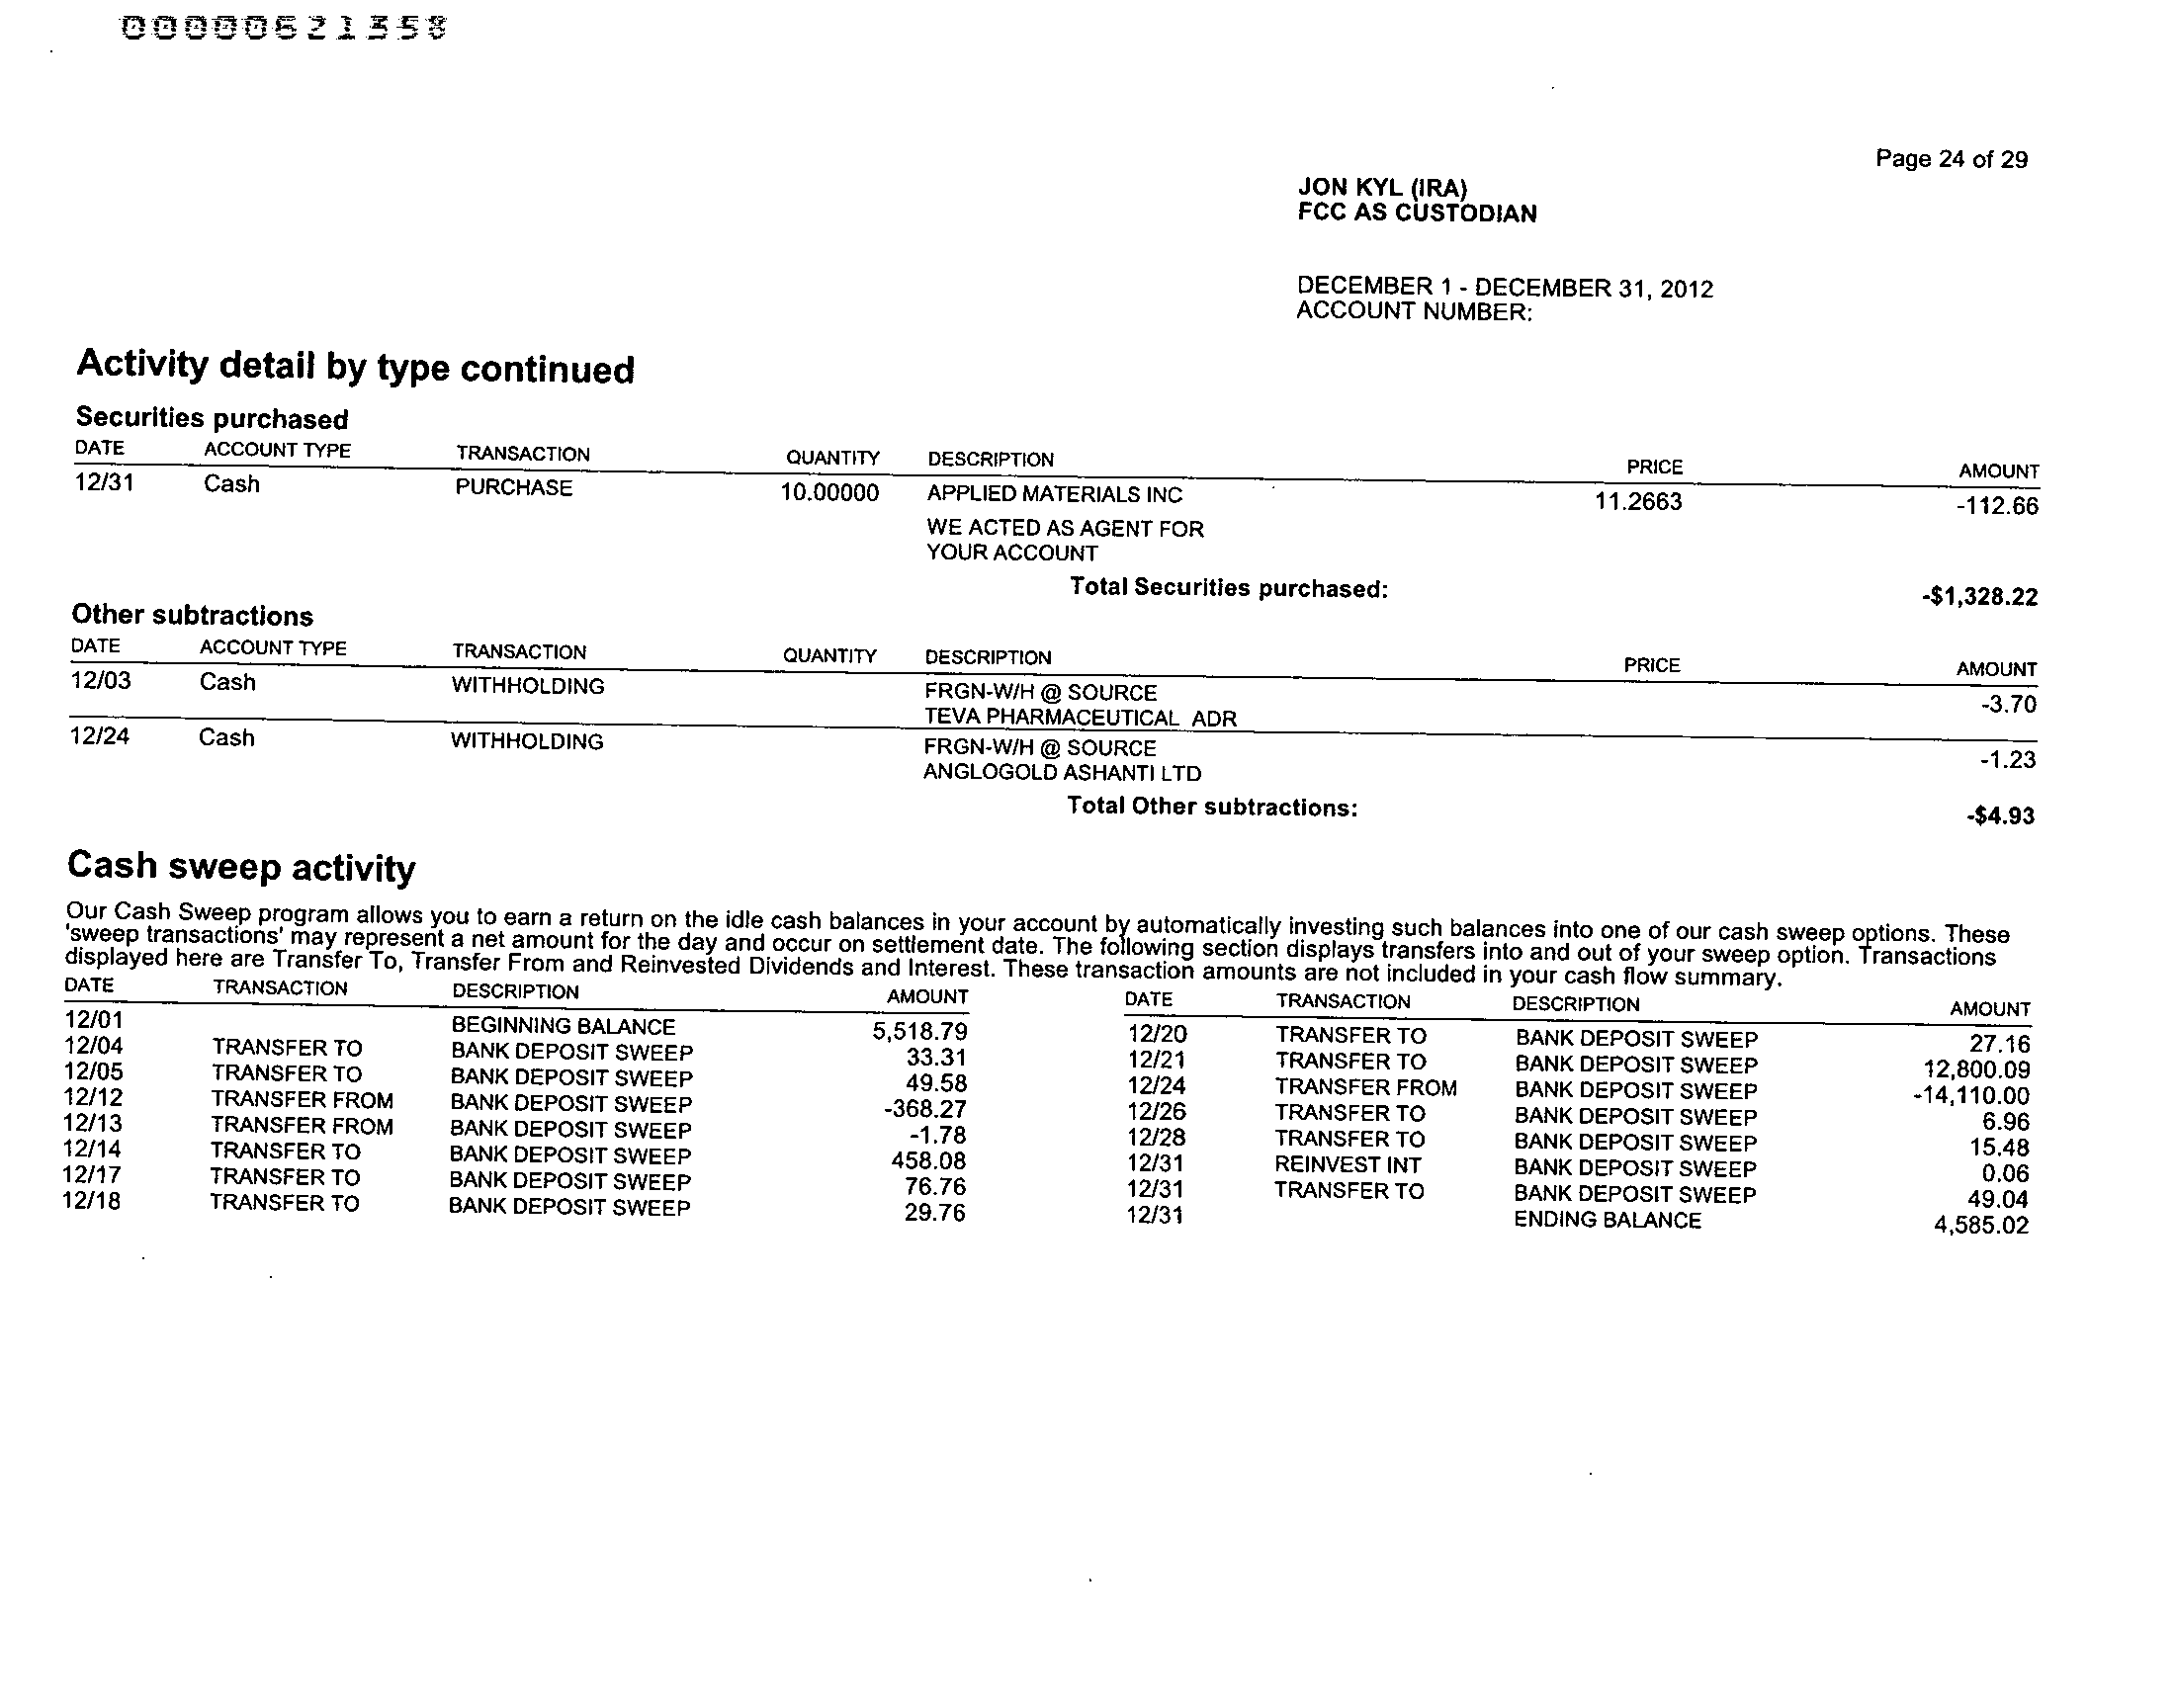 00000621358
Page 24 of 29
JON KYL (IRA)
FCC AS CUSTODIAN
DECEMBER 1 - DECEMBER 31, 2012
ACCOUNT NUMBER:
Activity detail by type continued
Securities purchased
DATE ACCOUNT TYPE TRANSACTION QUANTITY DESCRIPTION PRICE AMOUNT
12/31 Cash PURCHASE 10.00000 APPLIED MATERIALS INC 11.2663 -112.66
WE ACTED AS AGENT FOR
YOUR ACCOUNT
Total Securities purchased: -$1,328.22
Other subtractions
DATE ACCOUNT TYPE TRANSACTION QUANTITY DESCRIPTION PRICE AMOUNT
12/03 Cash WITHHOLDING FRGN-W/H @ SOURCE -3.70
TEVA PHARMACEUTICAL ADR
12/24 Cash WITHHOLDING FRGN-W/H @ SOURCE -1.23
ANGLOGOLD ASHANTI LTD
Total Other subtractions: -$4.93
Cash sweep activity
Our Cash Sweep program allows you to earn a return on the idle cash balances in your account by automatically investing such balances into one of our cash sweep options. These
'sweep transactions' may represent a net amount for the day and occur on settlement date. The following section displays transfers into and out of your sweep option. Transactions
displayed here are Transfer To, Transfer From and Reinvested Dividends and Interest. These transaction amounts are not included in your cash flow summary.
DATE TRANSACTION DESCRIPTION AMOUNT
12/01 BEGINNING BALANCE 5,518.79
12/04 TRANSFER TO BANK DEPOSIT SWEEP 33.31
12/05 TRANSFER TO BANK DEPOSIT SWEEP 49.58
12/12 TRANSFER FROM BANK DEPOSIT SWEEP -368.27
12/13 TRANSFER FROM BANK DEPOSIT SWEEP -1.78
12/14 TRANSFER TO BANK DEPOSIT SWEEP 458.08
12/17 TRANSFER TO BANK DEPOSIT SWEEP 76.76
12/18 TRANSFER TO BANK DEPOSIT SWEEP 29.76
DATE TRANSACTION DESCRIPTION AMOUNT
12/20 TRANSFER TO BANK DEPOSIT SWEEP 27.16
12/21 TRANSFER TO BANK DEPOSIT SWEEP 12,800.09
12/24 TRANSFER FROM BANK DEPOSIT SWEEP -14,110.00
12/26 TRANSFER TO BANK DEPOSIT SWEEP 6.96
12/28 TRANSFER TO BANK DEPOSIT SWEEP 15.48
12/31 REINVEST INT BANK DEPOSIT SWEEP 0.06
12/31 TRANSFER TO BANK DEPOSIT SWEEP 49.04
12/31 ENDING BALANCE 4,585.02